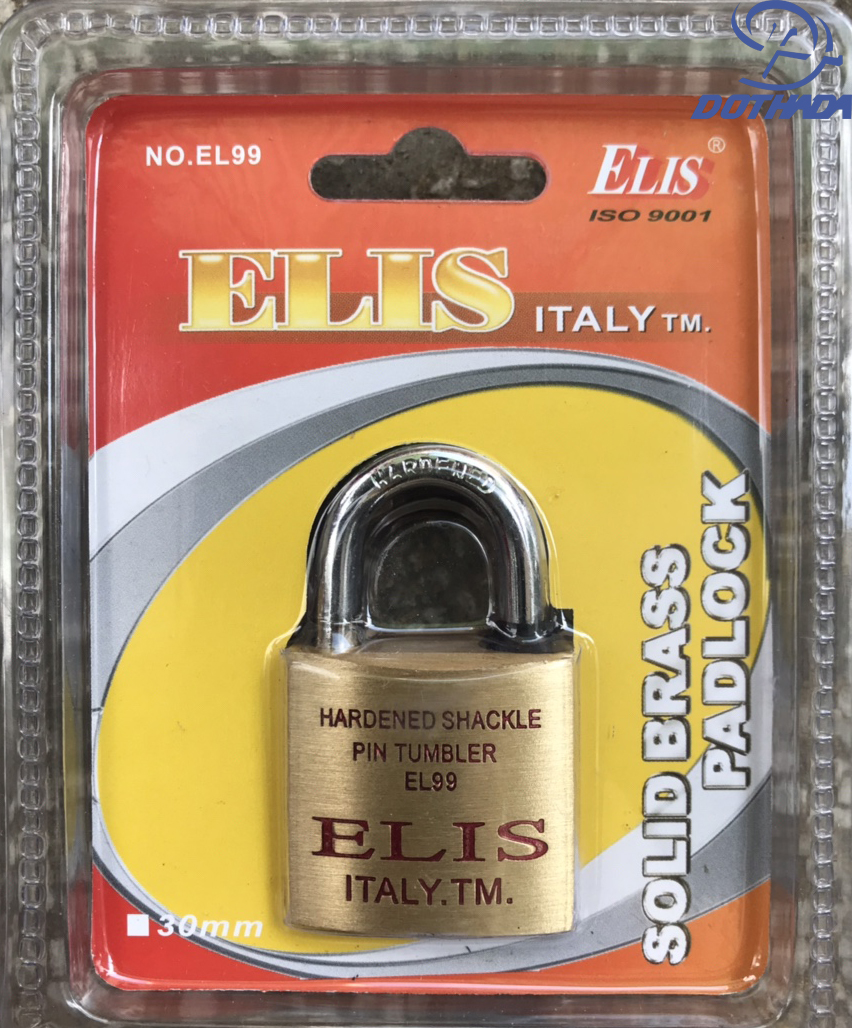 DOTHADA
NO.EL99
ELIS®
ISO 9001
ELIS ITALY TM.
HARDENED
HARDENED SHACKLE
PIN TUMBLER
EL99
ELIS
ITALY.TM.
SOLID BRASS
PADLOCK
30mm